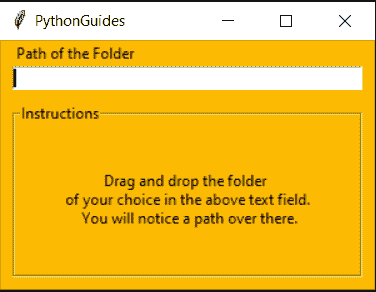 PythonGuides
Path of the Folder
Instructions
Drag and drop the folder
of your choice in the above text field.
You will notice a path over there.